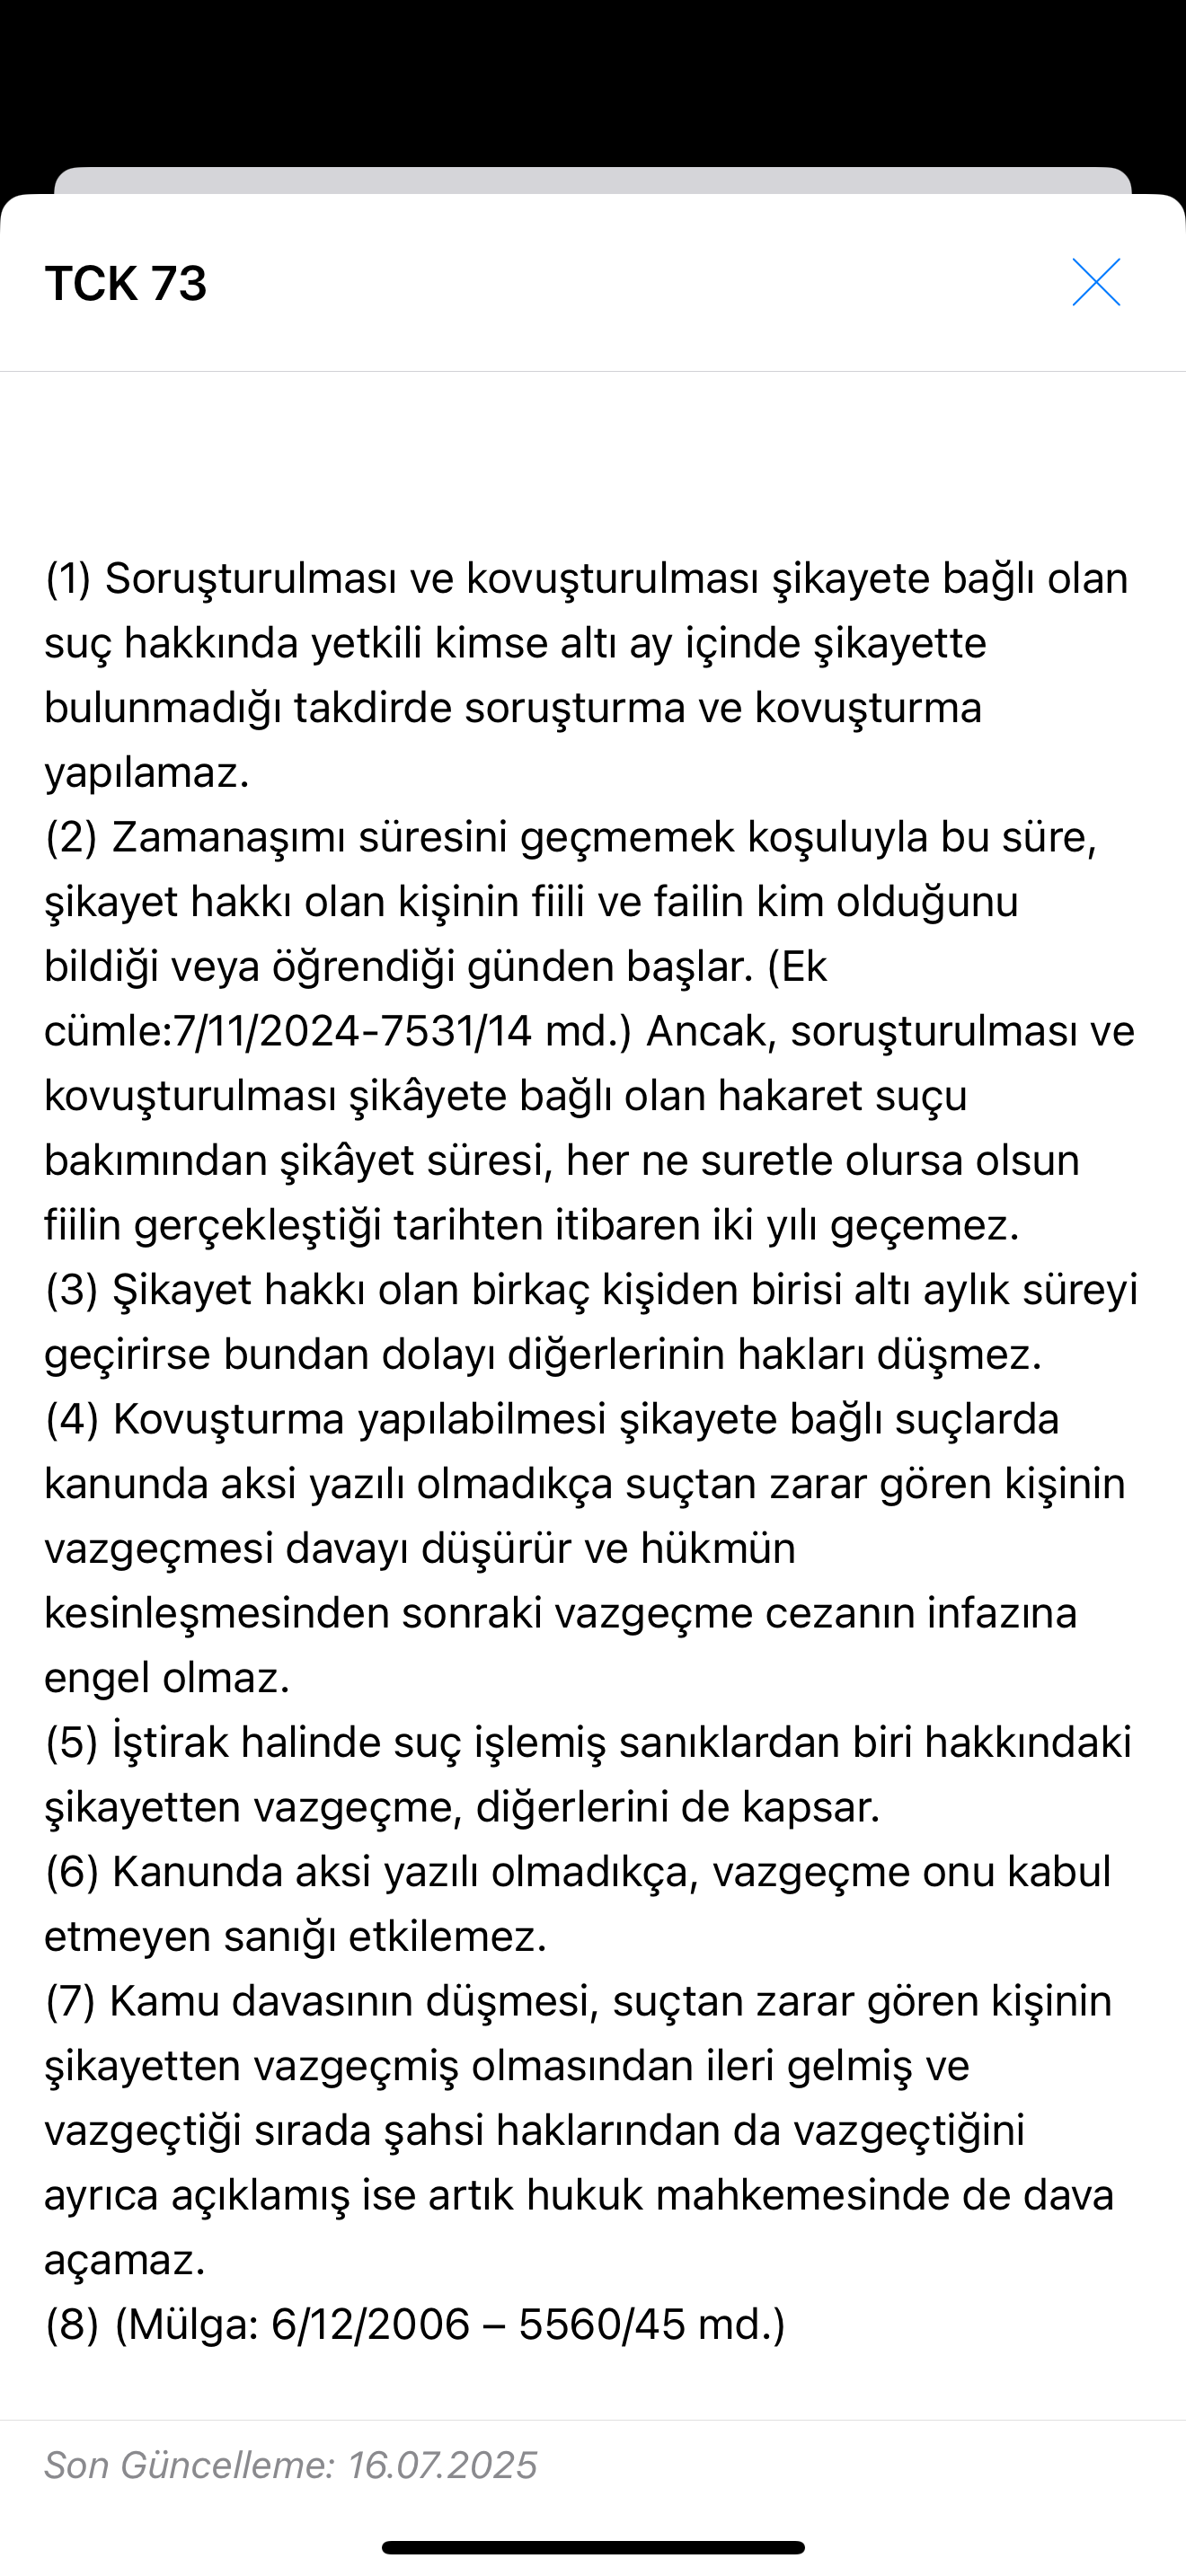 TCK 73
(1) Soruşturulması ve kovuşturulması şikayete bağlı olan
suç hakkında yetkili kimse altı ay içinde şikayette
bulunmadığı takdirde soruşturma ve kovuşturma
yapılamaz.
(2) Zamanaşımı süresini geçmemek koşuluyla bu süre,
şikayet hakkı olan kişinin fiili ve failin kim olduğunu
bildiği veya öğrendiği günden başlar. (Ek
cümle:7/11/2024-7531/14 md.) Ancak, soruşturulması ve
kovuşturulması şikâyete bağlı olan hakaret suçu
bakımından şikâyet süresi, her ne suretle olursa olsun
fiilin gerçekleştiği tarihten itibaren iki yılı geçemez.
(3) Şikayet hakkı olan birkaç kişiden birisi altı aylık süreyi
geçirirse bundan dolayı diğerlerinin hakları düşmez.
(4) Kovuşturma yapılabilmesi şikayete bağlı suçlarda
kanunda aksi yazılı olmadıkça suçtan zarar gören kişinin
vazgeçmesi davayı düşürür ve hükmün
kesinleşmesinden sonraki vazgeçme cezanın infazına
engel olmaz.
(5) İştirak halinde suç işlemiş sanıklardan biri hakkındaki
şikayetten vazgeçme, diğerlerini de kapsar.
(6) Kanunda aksi yazılı olmadıkça, vazgeçme onu kabul
etmeyen sanığı etkilemez.
(7) Kamu davasının düşmesi, suçtan zarar gören kişinin
şikayetten vazgeçmiş olmasından ileri gelmiş ve
vazgeçtiği sırada şahsi haklarından da vazgeçtiğini
ayrıca açıklamış ise artık hukuk mahkemesinde de dava
açamaz.
(8) (Mülga: 6/12/2006 – 5560/45 md.)
Son Güncelleme: 16.07.2025